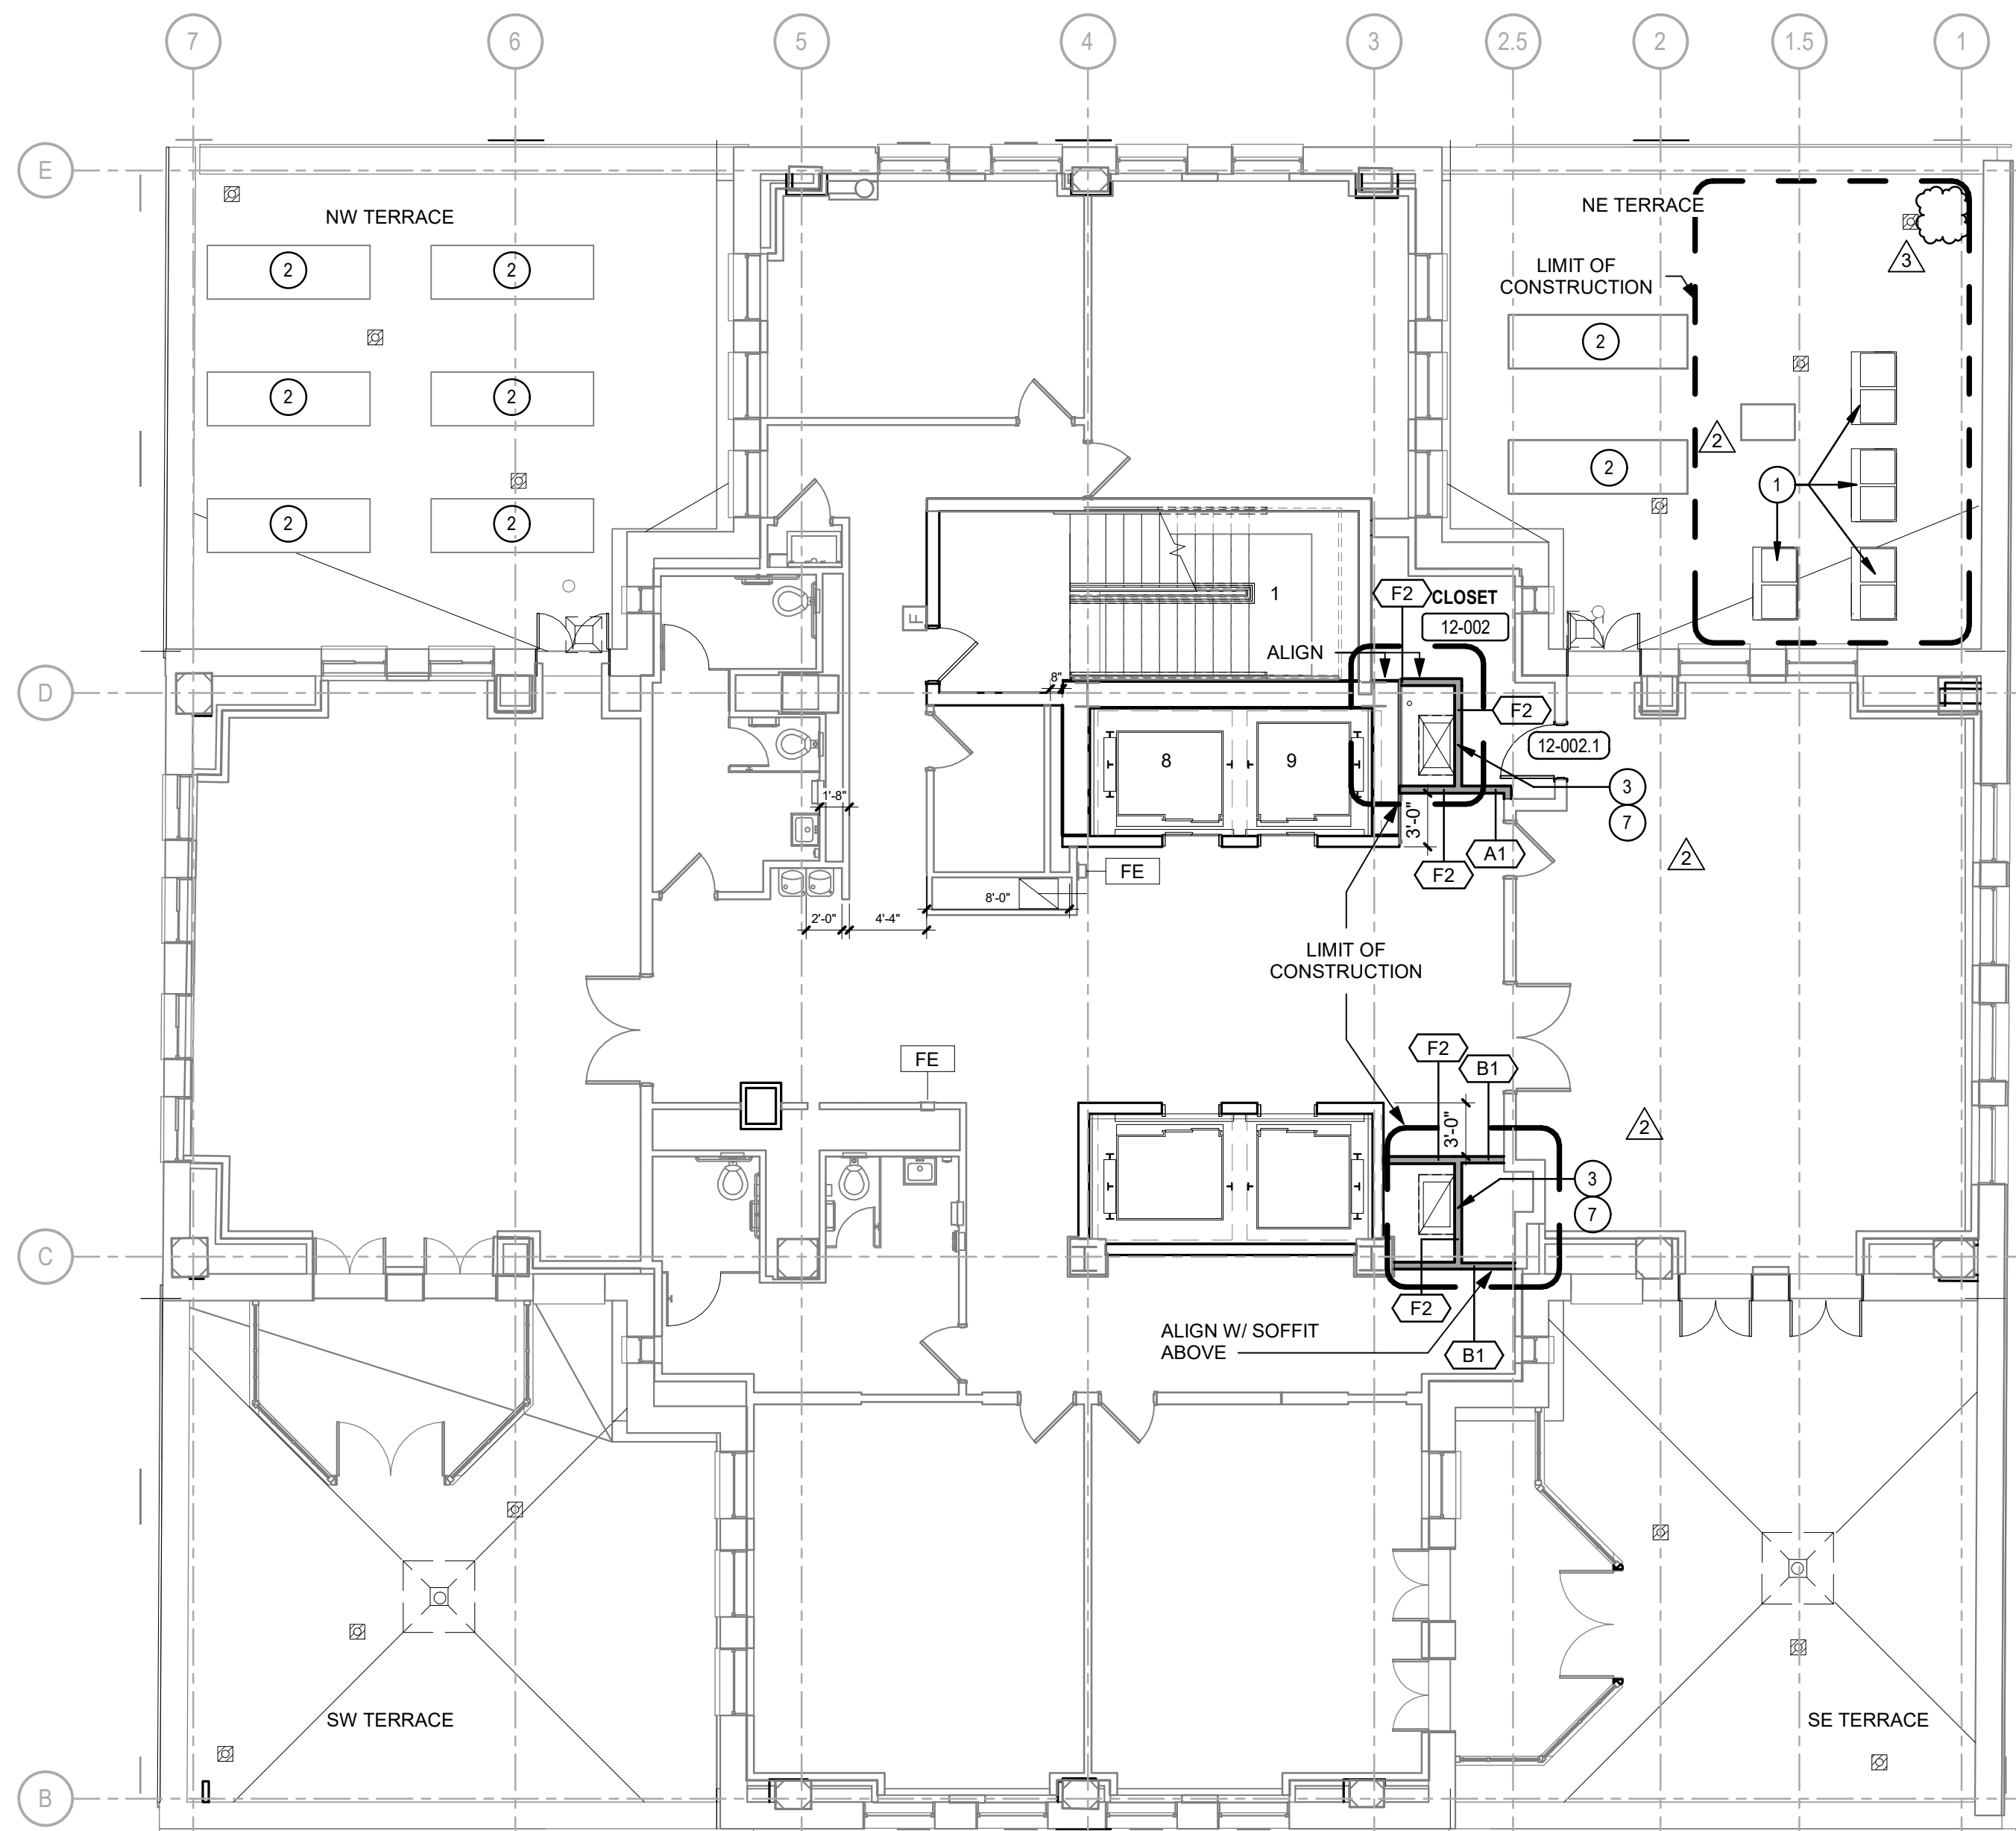 7 6 5 4 3 2.5 2 1.5 1
E
NW TERRACE
NE TERRACE
3
LIMIT OF
CONSTRUCTION
2 2
2
2 2
2
2
1
2 2
1
F
F2
CLOSET
12-002
ALIGN
D
8"
F2
12-002.1
8 9
3
7
1'-8"
3'-0"
A1
F2
2
FE
8'-0"
2'-0"
4'-4"
LIMIT OF
CONSTRUCTION
FE
F2
B1
3'-0"
2
3
7
C
F2
ALIGN W/ SOFFIT
ABOVE
B1
SW TERRACE
SE TERRACE
B